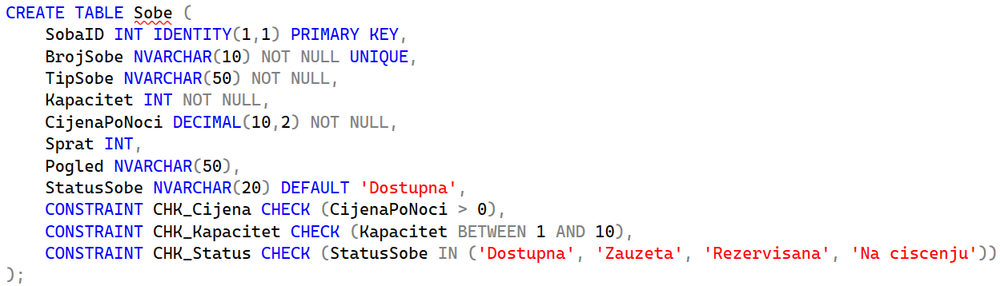 CREATE TABLE Sobe (
    SobaID INT IDENTITY(1,1) PRIMARY KEY,
    BrojSobe NVARCHAR(10) NOT NULL UNIQUE,
    TipSobe NVARCHAR(50) NOT NULL,
    Kapacitet INT NOT NULL,
    CijenaPoNoci DECIMAL(10,2) NOT NULL,
    Sprat INT,
    Pogled NVARCHAR(50),
    StatusSobe NVARCHAR(20) DEFAULT 'Dostupna',
    CONSTRAINT CHK_Cijena CHECK (CijenaPoNoci > 0),
    CONSTRAINT CHK_Kapacitet CHECK (Kapacitet BETWEEN 1 AND 10),
    CONSTRAINT CHK_Status CHECK (StatusSobe IN ('Dostupna', 'Zauzeta', 'Rezervisana', 'Na ciscenju'))
);